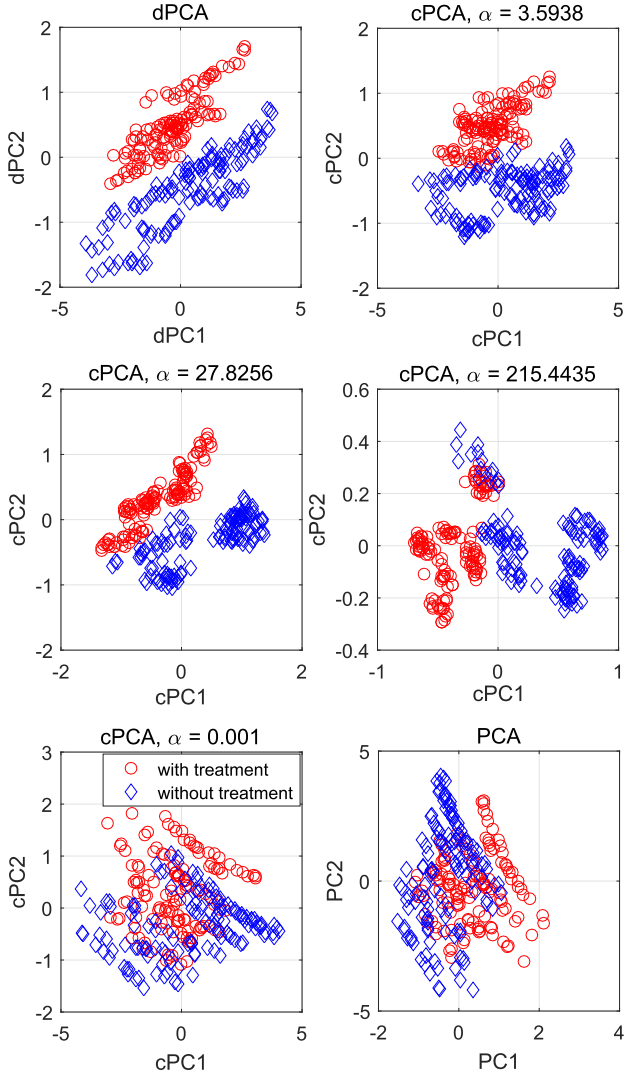 dPCA
2
1
0
-1
-2
dPC2
-5
0
5
dPC1
cPCA, α = 3.5938
2
1
0
-1
-2
cPC2
-5
0
5
cPC1
cPCA, α = 27.8256
2
1
0
-1
-2
cPC2
-2
0
2
cPC1
cPCA, α = 215.4435
0.6
0.4
0.2
0
-0.2
-0.4
cPC2
-1
0
1
cPC1
cPCA, α = 0.001
with treatment
without treatment
3
2
1
0
-1
-2
cPC2
-5
0
5
cPC1
PCA
5
0
-5
PC2
-2
0
2
4
PC1